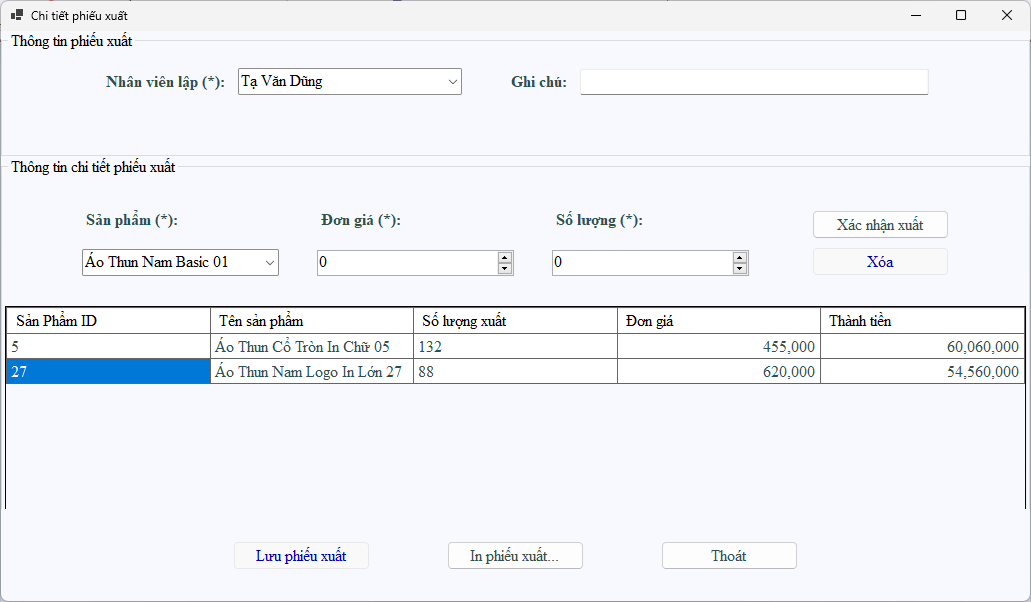 Chi tiết phiếu xuất
Thông tin phiếu xuất
Nhân viên lập (*): Tạ Văn Dũng Ghi chủ:
Thông tin chi tiết phiếu xuất
Sản phẩm (*): Đơn giá (*): Số lượng (*): Xác nhận xuất
Áo Thun Nam Basic 01 0 0 Xóa
Sản Phẩm ID Tên sản phẩm Số lượng xuất Đơn giá Thành tiền
5 Áo Thun Cổ Tròn In Chữ 05 132 455,000 60,060,000
27 Áo Thun Nam Logo In Lớn 27 88 620,000 54,560,000
Lưu phiếu xuất In phiếu xuất... Thoát